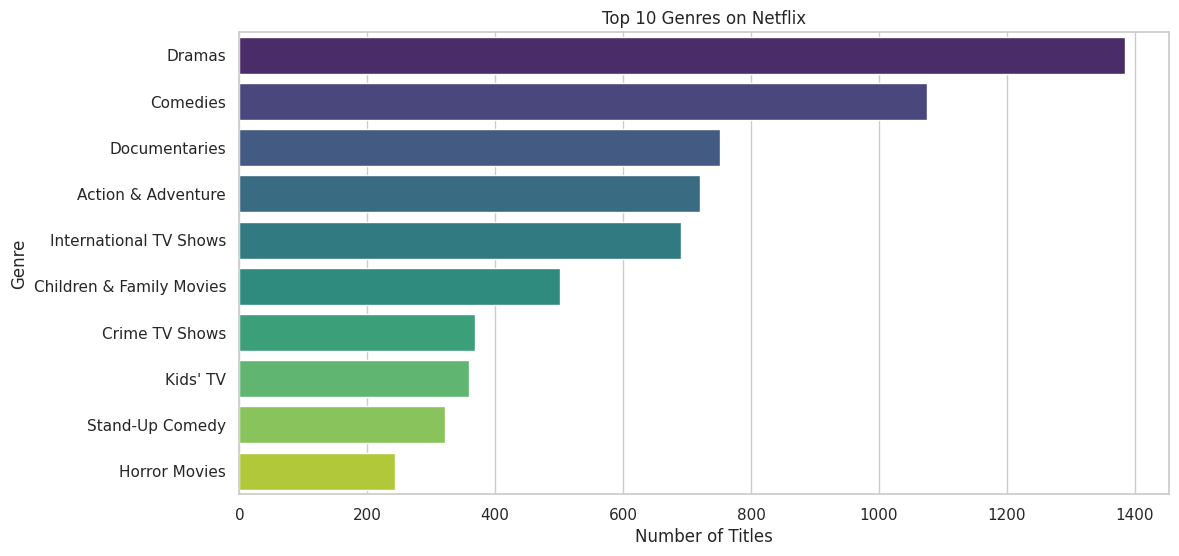 Top 10 Genres on Netflix
Genre
Dramas
Comedies
Documentaries
Action & Adventure
International TV Shows
Children & Family Movies
Crime TV Shows
Kids' TV
Stand-Up Comedy
Horror Movies
0 200 400 600 800 1000 1200 1400
Number of Titles